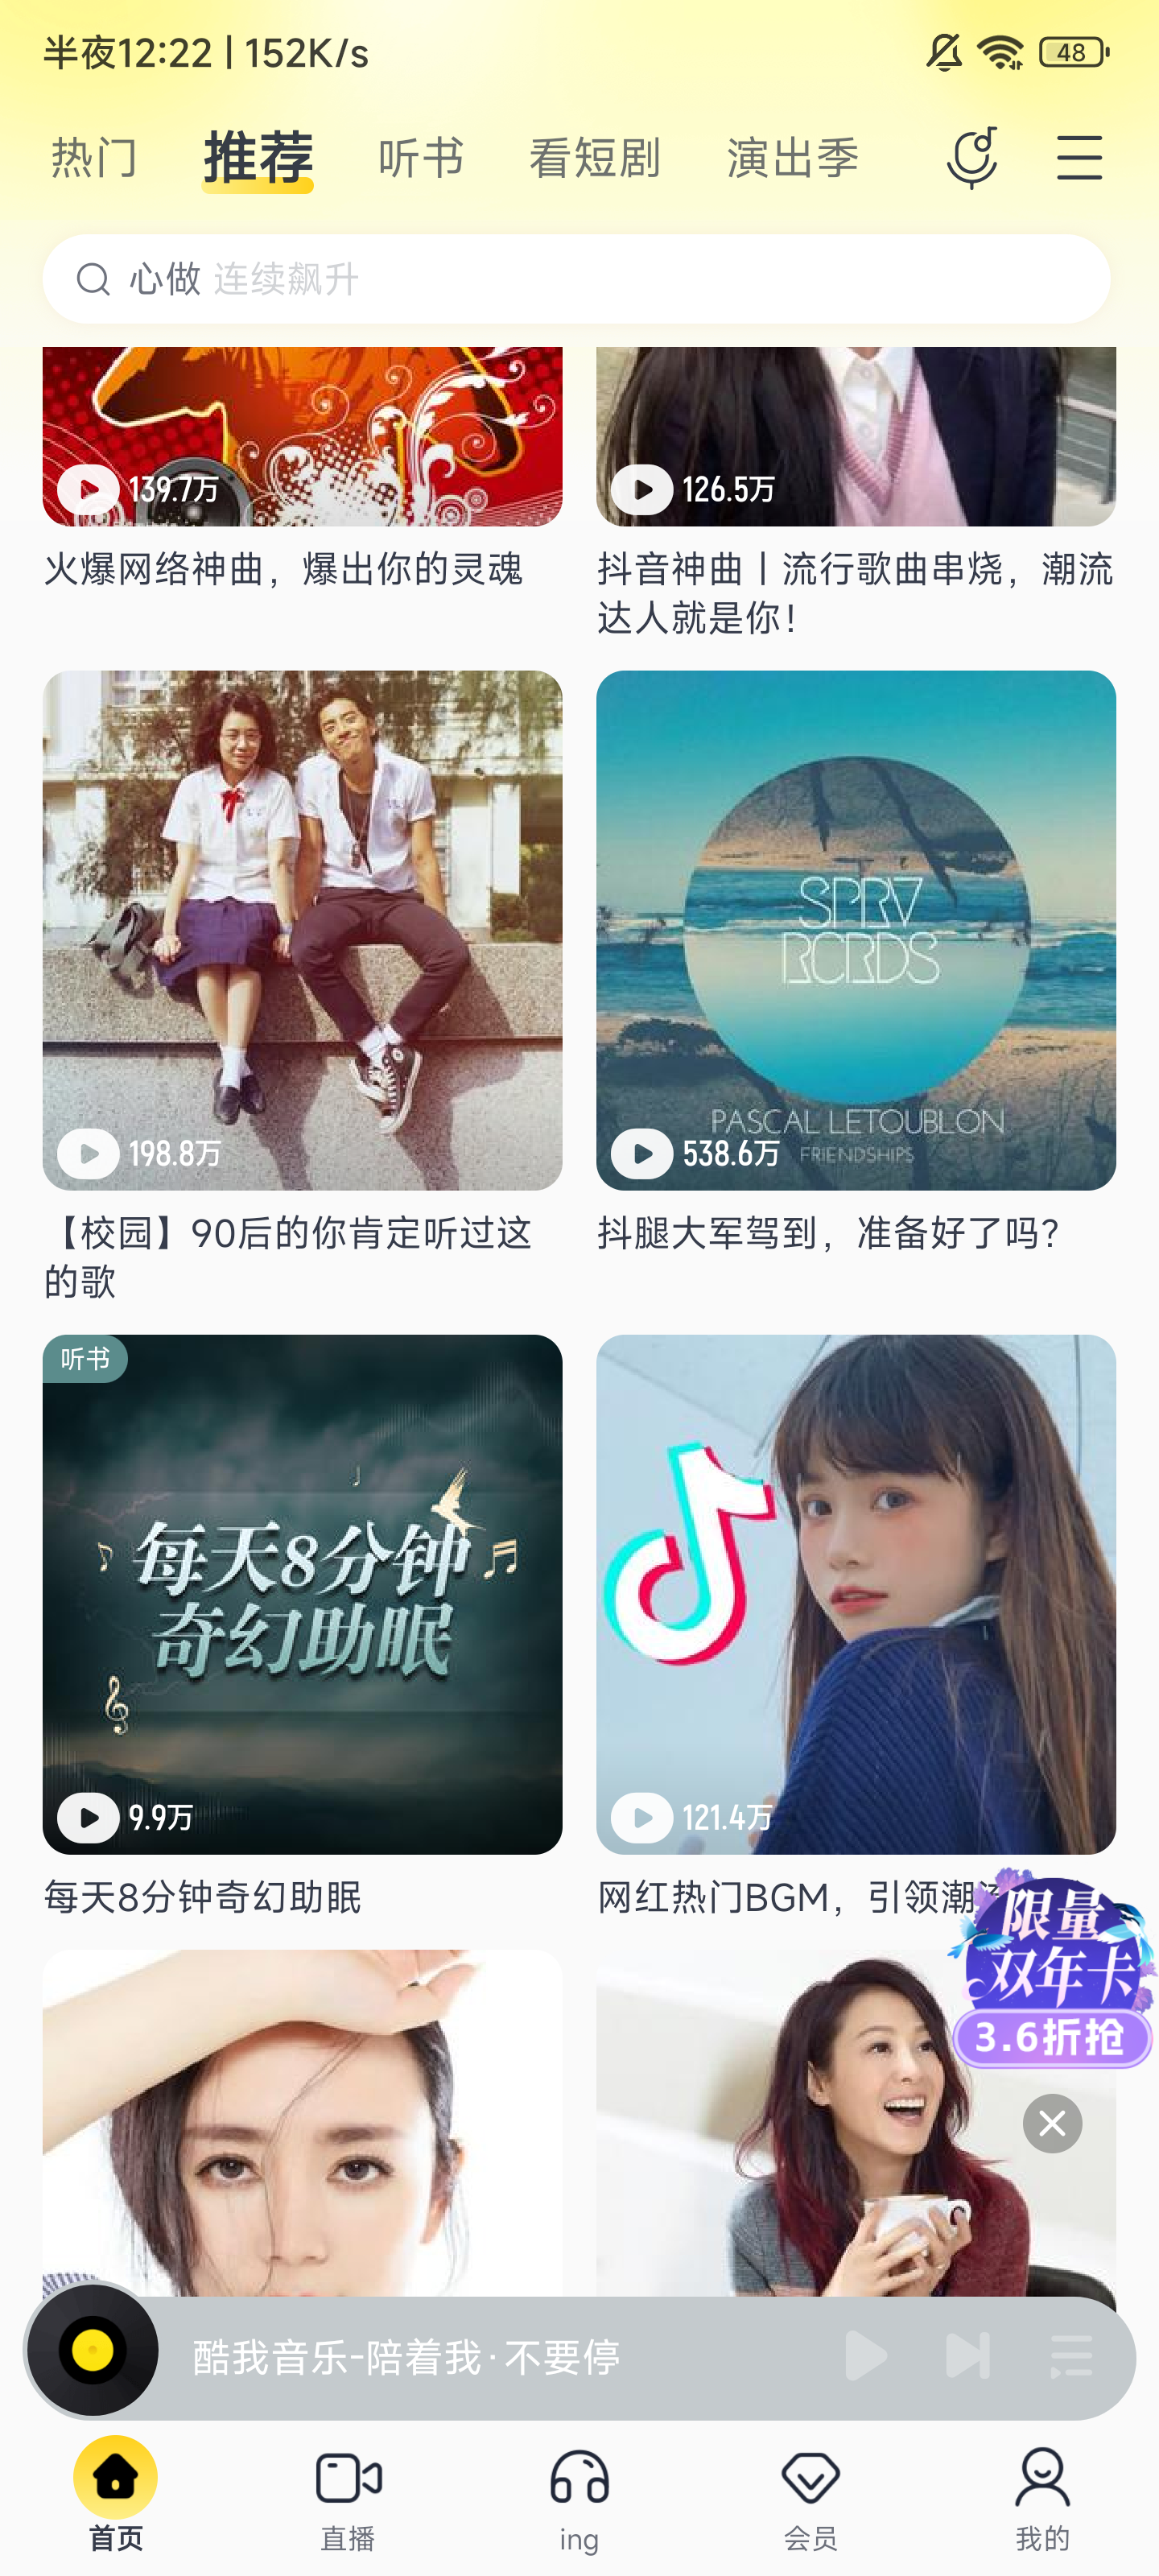 半夜12:22 | 152K/s
48
热门 推荐 听书 看短剧 演出季
心做 连续飙升
139.7万
126.5万
火爆网络神曲，爆出你的灵魂
抖音神曲丨流行歌曲串烧，潮流
达人就是你！
SPRV
RCRDS
PASCAL LETOUBLON
FRIENDSHIPS
198.8万
538.6万
【校园】90后的你肯定听过这
的歌
抖腿大军驾到，准备好了吗？
听书
每天8分钟
奇幻助眠
9.9万
121.4万
每天8分钟奇幻助眠
网红热门BGM，引领潮
限量
双年卡
3.6折抢
酷我音乐-陪着我·不要停
首页
直播
ing
会员
我的